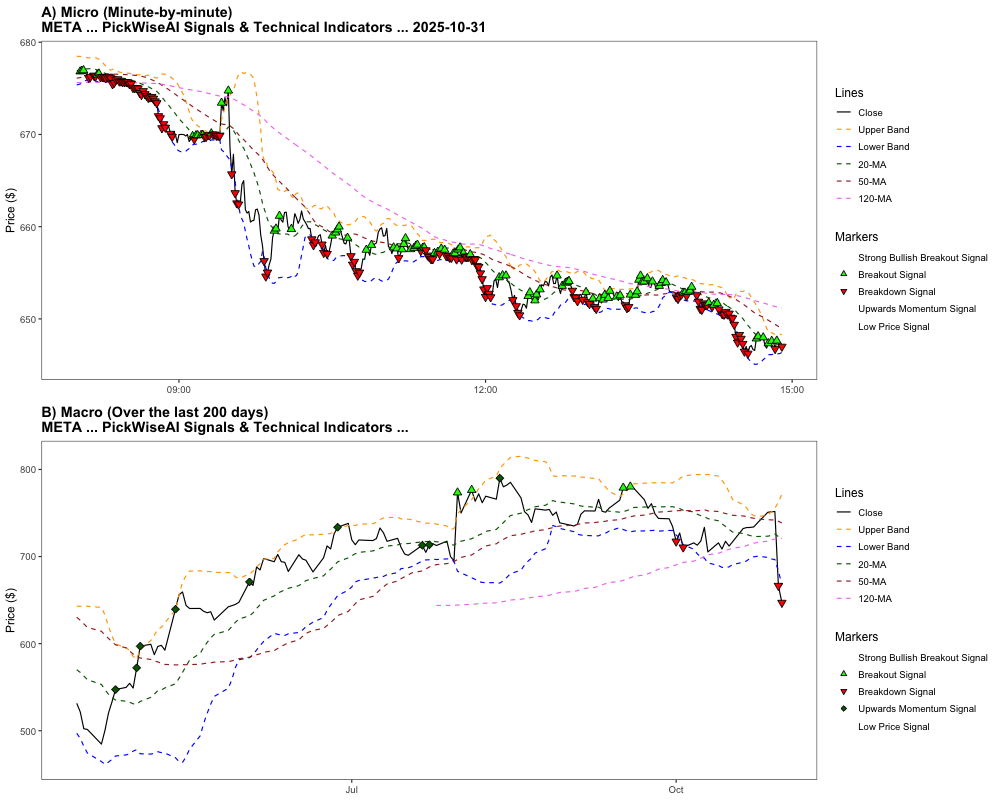 A) Micro (Minute-by-minute)
META ... PickWiseAI Signals & Technical Indicators ... 2025-10-31
Price ($)
680
670
660
650
09:00
12:00
15:00
Lines
Close
Upper Band
Lower Band
20-MA
50-MA
120-MA
Markers
Strong Bullish Breakout Signal
Breakout Signal
Breakdown Signal
Upwards Momentum Signal
Low Price Signal
B) Macro (Over the last 200 days)
META ... PickWiseAI Signals & Technical Indicators ...
Price ($)
800
700
600
500
Jul
Oct
Lines
Close
Upper Band
Lower Band
20-MA
50-MA
120-MA
Markers
Strong Bullish Breakout Signal
Breakout Signal
Breakdown Signal
Upwards Momentum Signal
Low Price Signal